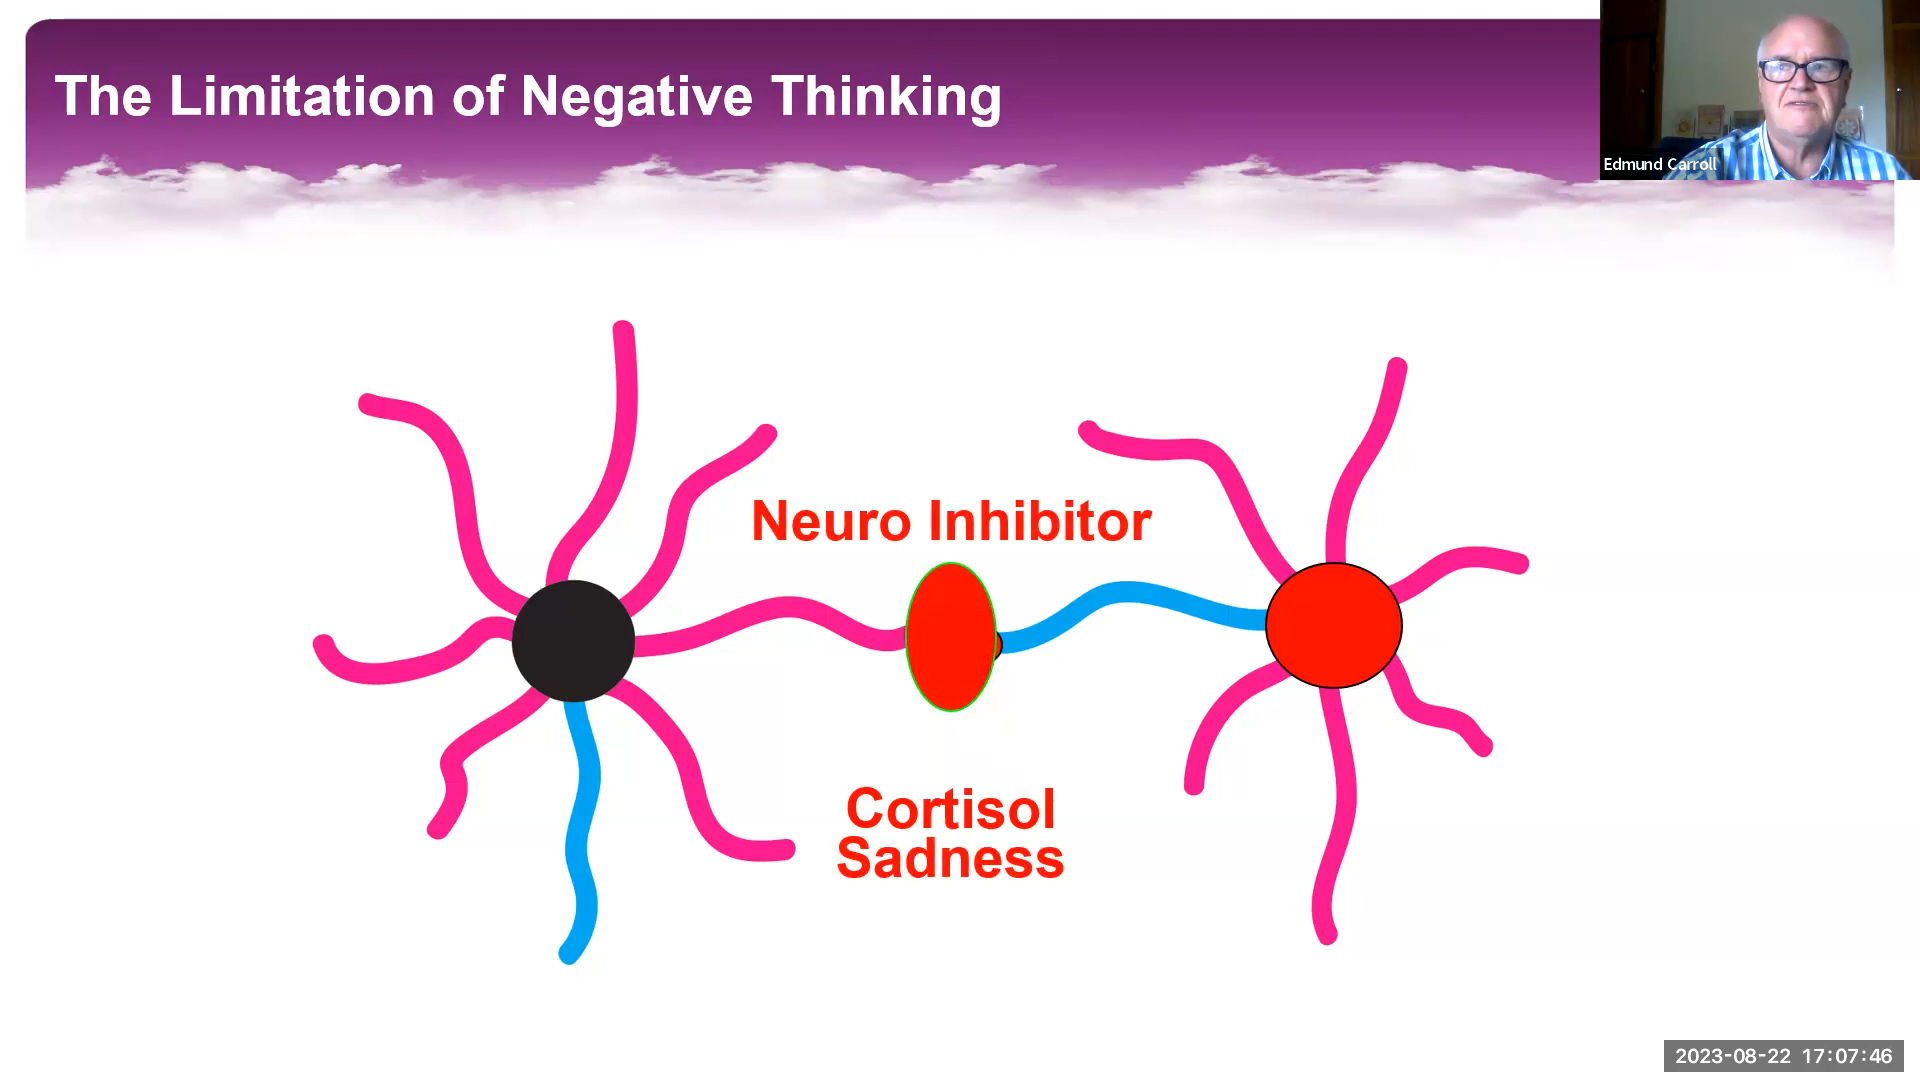 The Limitation of Negative Thinking
Edmund Carroll
Neuro Inhibitor
Cortisol
Sadness
2023-08-22 17:07:46